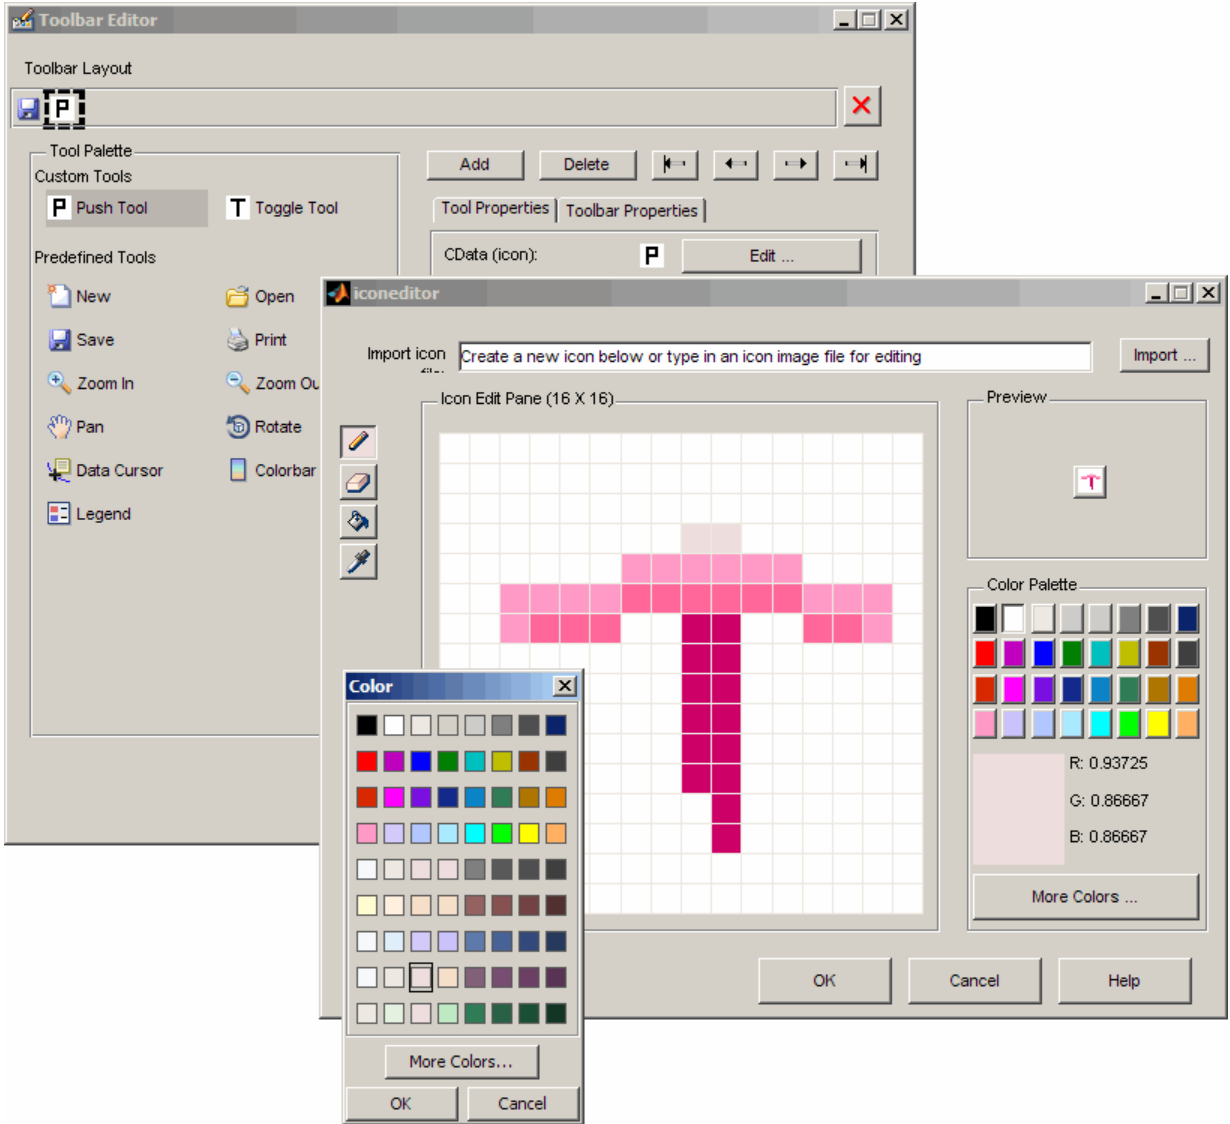 Toolbar Editor
Toolbar Layout
P
Tool Palette
Custom Tools
P Push Tool
T Toggle Tool
Predefined Tools
New
Open
Save
Print
Zoom In
Zoom Ou
Pan
Rotate
Data Cursor
Colorbar
Legend
Add
Delete
Tool Properties
Toolbar Properties
CData (icon):
P
Edit ...
iconeditor
Import icon
file:
Create a new icon below or type in an icon image file for editing
Import ...
Icon Edit Pane (16 X 16)
Preview
Color Palette
R: 0.93725
G: 0.86667
B: 0.86667
More Colors ...
OK
Cancel
Help
Color
More Colors...
OK
Cancel